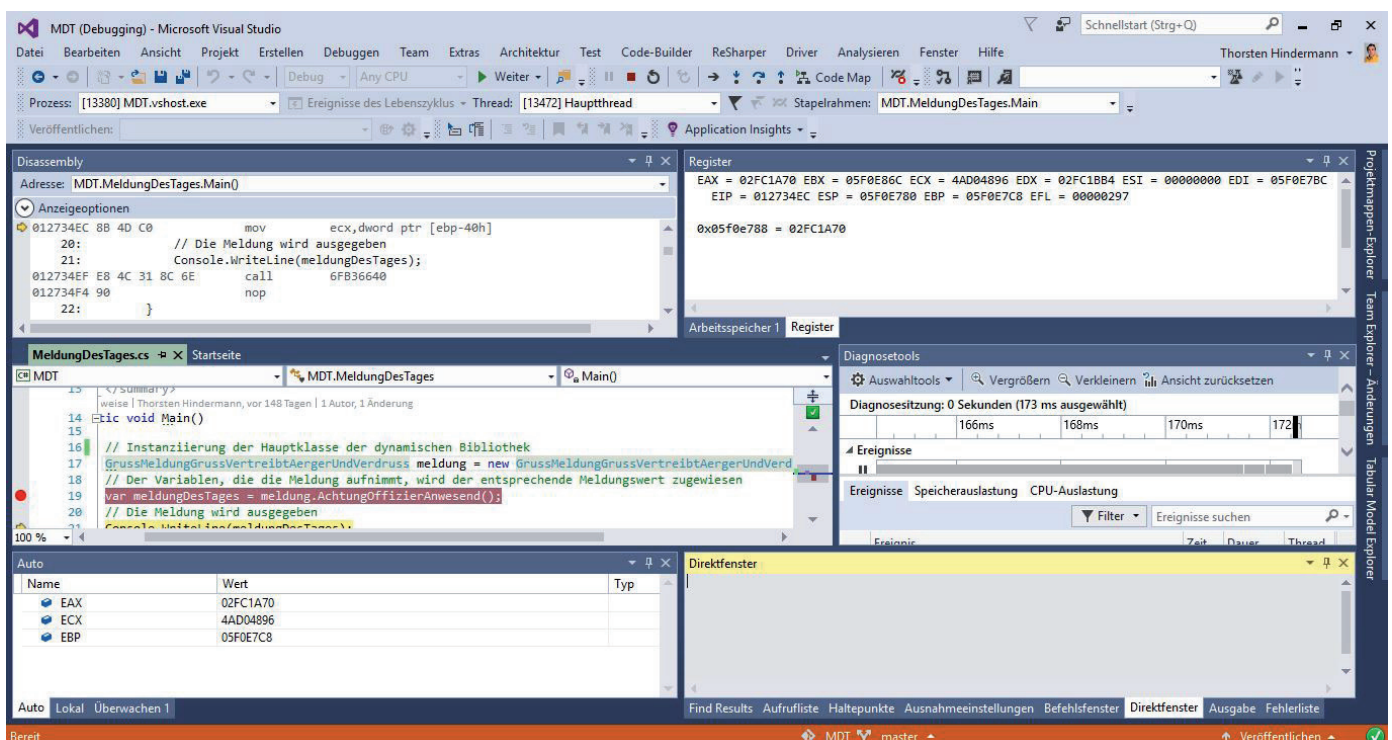 MDT (Debugging) - Microsoft Visual Studio
Schnellstart (Strg+Q)
Datei Bearbeiten Ansicht Projekt Erstellen Debuggen Team Extras Architektur Test Code-Builder ReSharper Driver Analysieren Fenster Hilfe
Thorsten Hindermann
Debug Any CPU Weiter Code Map
Prozess: [13380] MDT.vshost.exe Ereignisse des Lebenszyklus Thread: [13472] Hauptthread Stapelrahmen: MDT.MeldungDesTages.Main
Veröffentlichen: Application Insights
Disassembly
Adresse: MDT.MeldungDesTages.Main()
Anzeigeoptionen
012734EC 8B 4D C0 mov ecx,dword ptr [ebp-40h]
20: // Die Meldung wird ausgegeben
21: Console.WriteLine(meldungDesTages);
012734EF E8 4C 31 8C 6E call 6FB36640
012734F4 90 nop
22: }
Register
EAX = 02FC1A70 EBX = 05F0E86C ECX = 4AD04896 EDX = 02FC1BB4 ESI = 00000000 EDI = 05F0E7BC
EIP = 012734EC ESP = 05F0E780 EBP = 05F0E7C8 EFL = 00000297
0x05f0e788 = 02FC1A70
Arbeitsspeicher 1 Register
Projektmappen-Explorer
Team Explorer – Änderungen
Tabular Model Explorer
MeldungDesTages.cs Startseite
C# MDT MDT.MeldungDesTages Main()
13 </summary>
weise | Thorsten Hindermann, vor 148 Tagen | 1 Autor, 1 Änderung
14 tic void Main()
15
16 // Instanziierung der Hauptklasse der dynamischen Bibliothek
17 GrussMeldungGrussVertreibtAergerUndVerdruss meldung = new GrussMeldungGrussVertreibtAergerUndVerd
18 // Der Variablen, die die Meldung aufnimmt, wird der entsprechende Meldungswert zugewiesen
19 var meldungDesTages = meldung.AchtungOffizierAnwesend();
20 // Die Meldung wird ausgegeben
21 Console.WriteLine(meldungDesTages);
100 %
Diagnosetools
Auswahltools Vergrößern Verkleinern Ansicht zurücksetzen
Diagnosesitzung: 0 Sekunden (173 ms ausgewählt)
166ms 168ms 170ms 172
Ereignisse
Ereignisse Speicherauslastung CPU-Auslastung
Filter Ereignisse suchen
Ereignis Zeit Dauer Thread
Auto
Name Wert Typ
EAX 02FC1A70
ECX 4AD04896
EBP 05F0E7C8
Auto Lokal Überwachen 1
Direktfenster
Find Results Aufrufliste Haltepunkte Ausnahmeeinstellungen Befehlsfenster Direktfenster Ausgabe Fehlerliste
Bereit MDT master Veröffentlichen